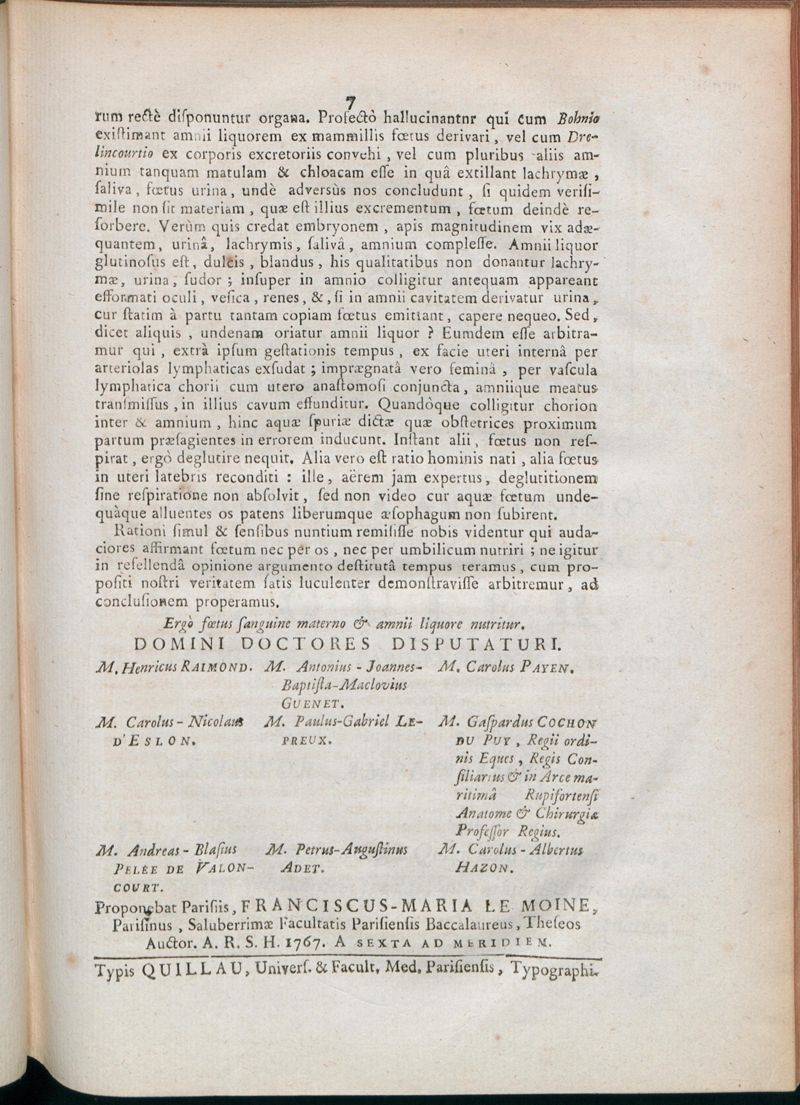 7
rum rectè diſponuntur organa. Profectò hallucinantnr qui cum Bohnio
exiſtimant amnii liquorem ex mammillis fœtus derivari, vel cum Dre-
lincourtio ex corporis excretoriis convehi, vel cum pluribus aliis am-
nium tanquam matulam & chloacam eſſe in quâ extillant lachrymæ,
ſaliva, fœtus urina, undè adversùs nos concludunt, ſi quidem veriſi-
mile non ſit materiam, quæ eſt illius excrementum, fœtum deindè re-
ſorbere. Verùm quis credat embryonem, apis magnitudinem vix adæ-
quantem, urinâ, lachrymis, ſalivâ, amnium compleſſe. Amnii liquor
glutinoſus eſt, dulcis, blandus, his qualitatibus non donantur lachry-
mæ, urina, ſudor; inſuper in amnio colligitur antequam appareant
efformati oculi, veſica, renes, &, ſi in amnii cavitatem derivatur urina,
cur ſtatim à partu tantam copiam fœtus emittant, capere nequeo. Sed,
dicet aliquis, undenam oriatur amnii liquor ? Eumdem eſſe arbitra-
mur qui, extrà ipſum geſtationis tempus, ex facie uteri internâ per
arteriolas lymphaticas exſudat; imprægnatâ vero feminâ, per vaſcula
lymphatica chorii cum utero anaſtomoſi conjuncta, amniique meatus
tranſmiſſus, in illius cavum effunditur. Quandòque colligitur chorion
inter & amnium, hinc aquæ ſpuriæ dictæ quæ obſtetrices proximum
partum præſagientes in errorem inducunt. Inſtant alii, fœtus non reſ-
pirat, ergò deglutire nequit. Alia vero eſt ratio hominis nati, alia fœtus
in uteri latebris reconditi : ille, aërem jam expertus, deglutitionem
ſine reſpiratione non abſolvit, ſed non video cur aquæ fœtum unde-
quàque alluentes os patens liberumque æſophagum non ſubirent.
Rationi ſimul & ſenſibus nuntium remiſiſſe nobis videntur qui auda-
ciores affirmant fœtum nec per os, nec per umbilicum nutriri; ne igitur
in refellendâ opinione argumento deſtitutâ tempus teramus, cum pro-
poſiti noſtri veritatem ſatis luculenter demonſtraviſſe arbitremur, ad
concluſionem properamus.
Ergò fœtus ſanguine materno & amnii liquore nutritur.
DOMINI DOCTORES DISPUTATURI.
M. Henricus RAIMOND. M. Antonius - Joannes- M. Carolus PAYEN.
Baptiſta-Maclovius
GUENET.
M. Carolus - Nicolaus M. Paulus-Gabriel LE- M. Gaſpardus COCHON
D'ESLON. PREUX. DU PUY, Regii ordi-
nis Eques, Regis Con-
ſiliarius & in Arce ma-
ritimâ Rupifortenſi
Anatome & Chirurgiæ
Profeſſor Regius.
M. Andreas - Blaſius M. Petrus-Auguſtinus M. Carolus - Albertus
PELÉE DE VALON- ADET. HAZON.
COURT.
Proponebat Pariſiis, FRANCISCUS-MARIA LE MOINE,
Pariſinus, Saluberrimæ Facultatis Pariſienſis Baccalaureus, Theſeos
Auctor. A. R. S. H. 1767. A SEXTA AD MERIDIEM.
Typis QUILLAU, Univerſ. & Facult, Med. Pariſienſis, Typographi.